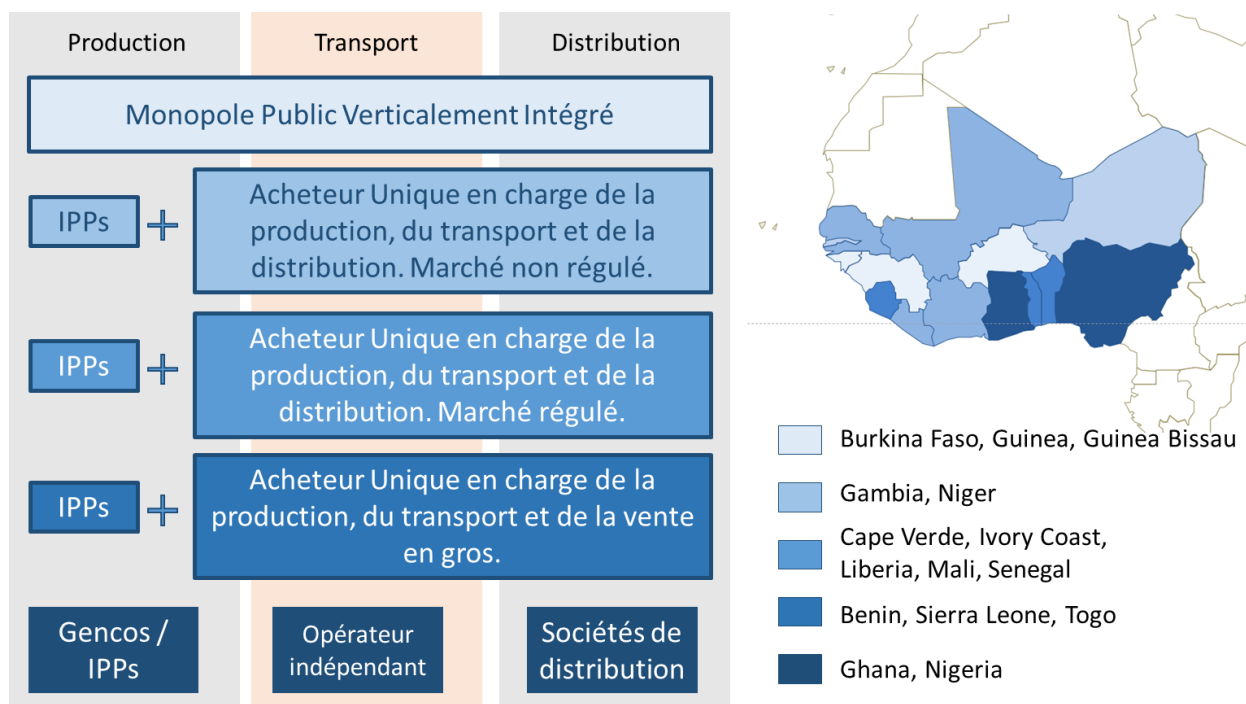 Production
Transport
Distribution
Monopole Public Verticalement Intégré
IPPs
Acheteur Unique en charge de la
production, du transport et de la
distribution. Marché non régulé.
IPPs
Acheteur Unique en charge de la
production, du transport et de la
distribution. Marché régulé.
IPPs
Acheteur Unique en charge de la
production, du transport et de la vente
en gros.
Gencos /
IPPs
Opérateur
indépendant
Sociétés de
distribution
Burkina Faso, Guinea, Guinea Bissau
Gambia, Niger
Cape Verde, Ivory Coast,
Liberia, Mali, Senegal
Benin, Sierra Leone, Togo
Ghana, Nigeria